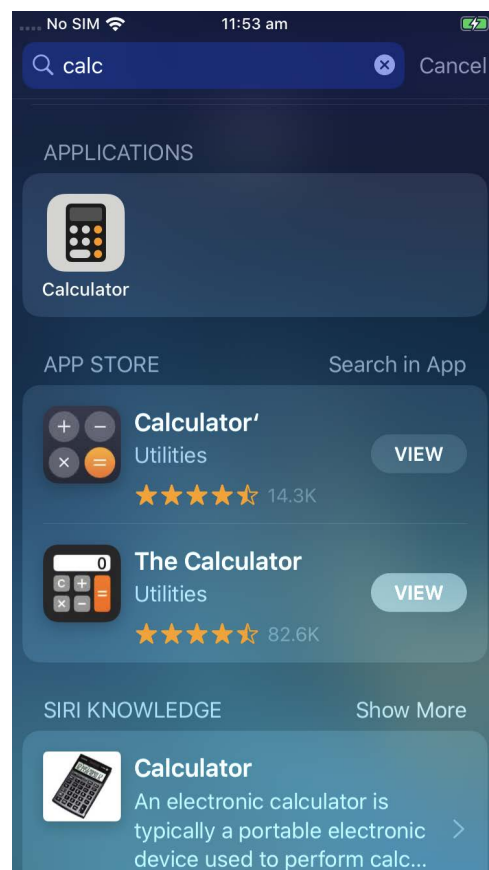 No SIM 11:53 am
calc Cancel
APPLICATIONS
Calculator
APP STORE Search in App
Calculator‘
Utilities
VIEW
14.3K
0
The Calculator
Utilities
VIEW
82.6K
SIRI KNOWLEDGE Show More
Calculator
An electronic calculator is
typically a portable electronic
device used to perform calc...